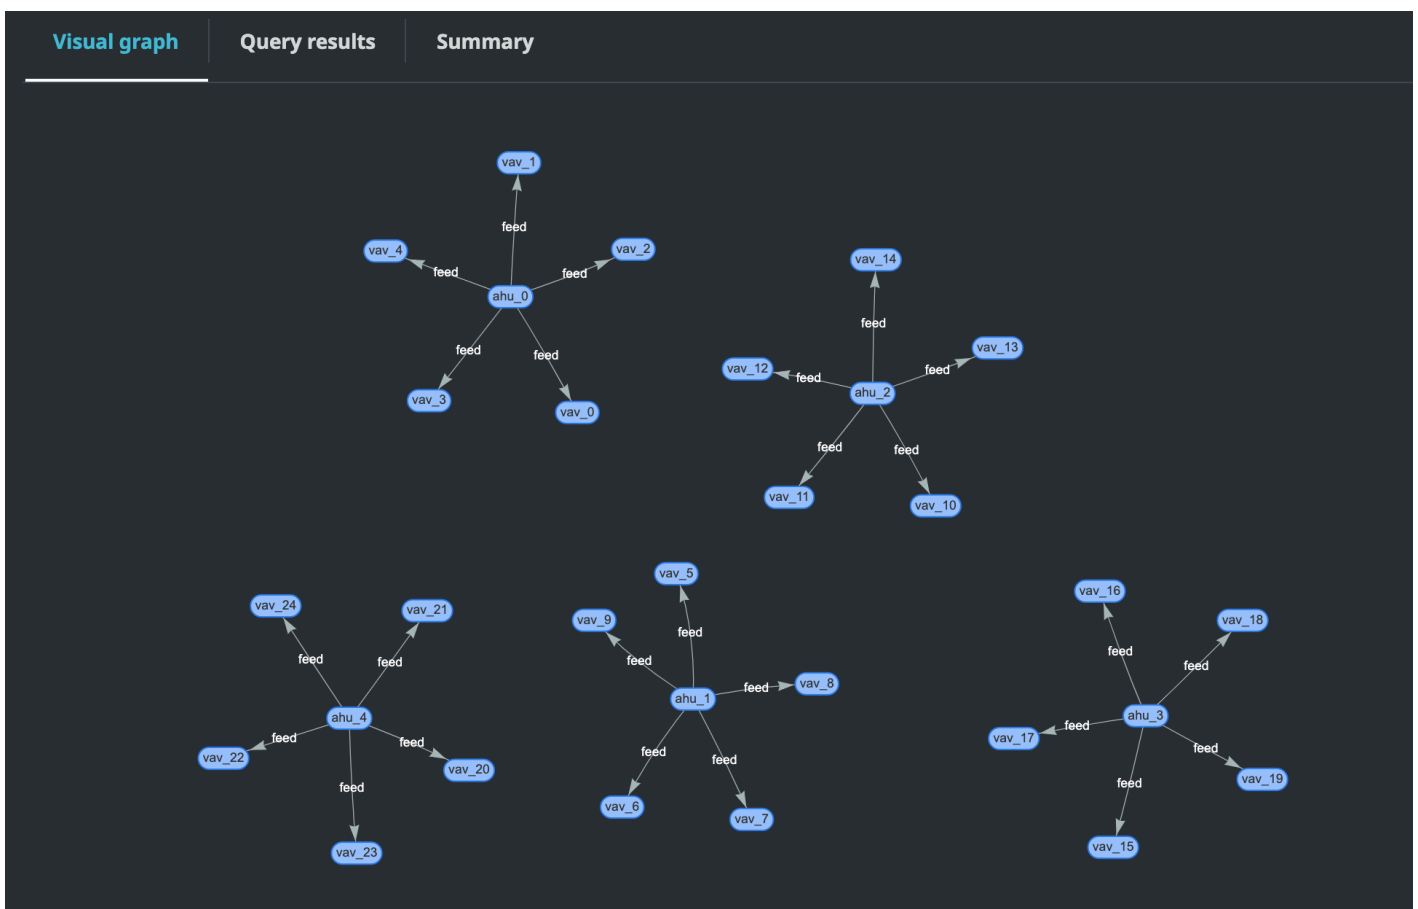 Visual graph
Query results
Summary
vav_1
feed
vav_4
vav_2
feed
feed
ahu_0
feed
feed
vav_3
vav_0
vav_14
feed
vav_13
vav_12
feed
feed
ahu_2
feed
feed
vav_11
vav_10
vav_24
vav_21
feed
feed
ahu_4
feed
feed
vav_22
vav_20
feed
vav_23
vav_5
vav_9
feed
feed
vav_8
feed
ahu_1
feed
feed
vav_6
vav_7
vav_16
vav_18
feed
feed
ahu_3
feed
vav_17
feed
vav_19
feed
vav_15